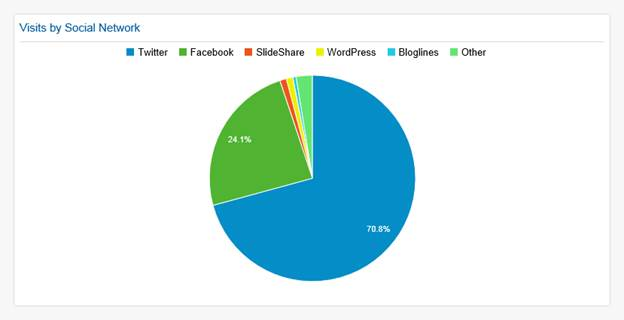 Visits by Social Network
Twitter Facebook SlideShare WordPress Bloglines Other
24.1%
70.8%